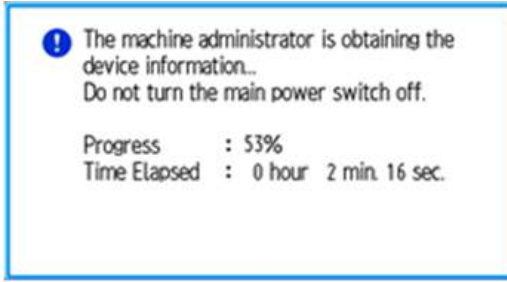 The machine administrator is obtaining the
device information...
Do not turn the main power switch off.
Progress : 53%
Time Elapsed : 0 hour 2 min. 16 sec.